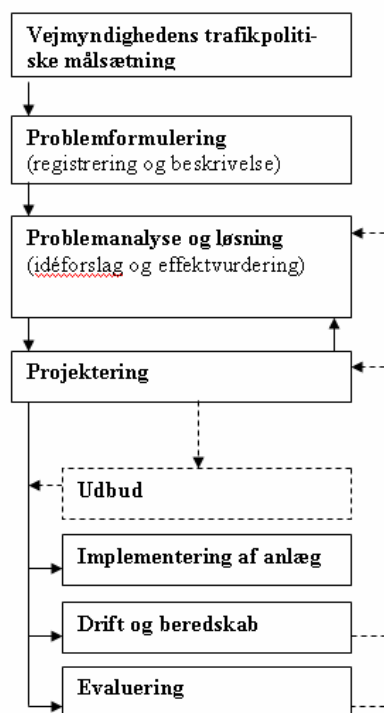 Vejmyndighedens trafikpoliti-
ske målsætning
Problemformulering
(registrering og beskrivelse)
Problemanalyse og løsning
(idéforslag og effektvurdering)
Projektering
Udbud
Implementering af anlæg
Drift og beredskab
Evaluering